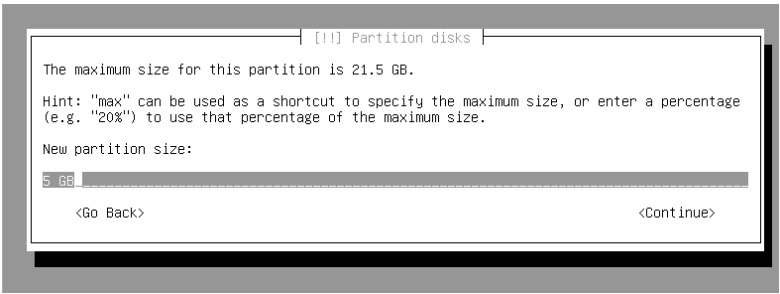 [!!] Partition disks
The maximum size for this partition is 21.5 GB.
Hint: "max" can be used as a shortcut to specify the maximum size, or enter a percentage
(e.g. "20%") to use that percentage of the maximum size.
New partition size:
5 GB
<Go Back> <Continue>